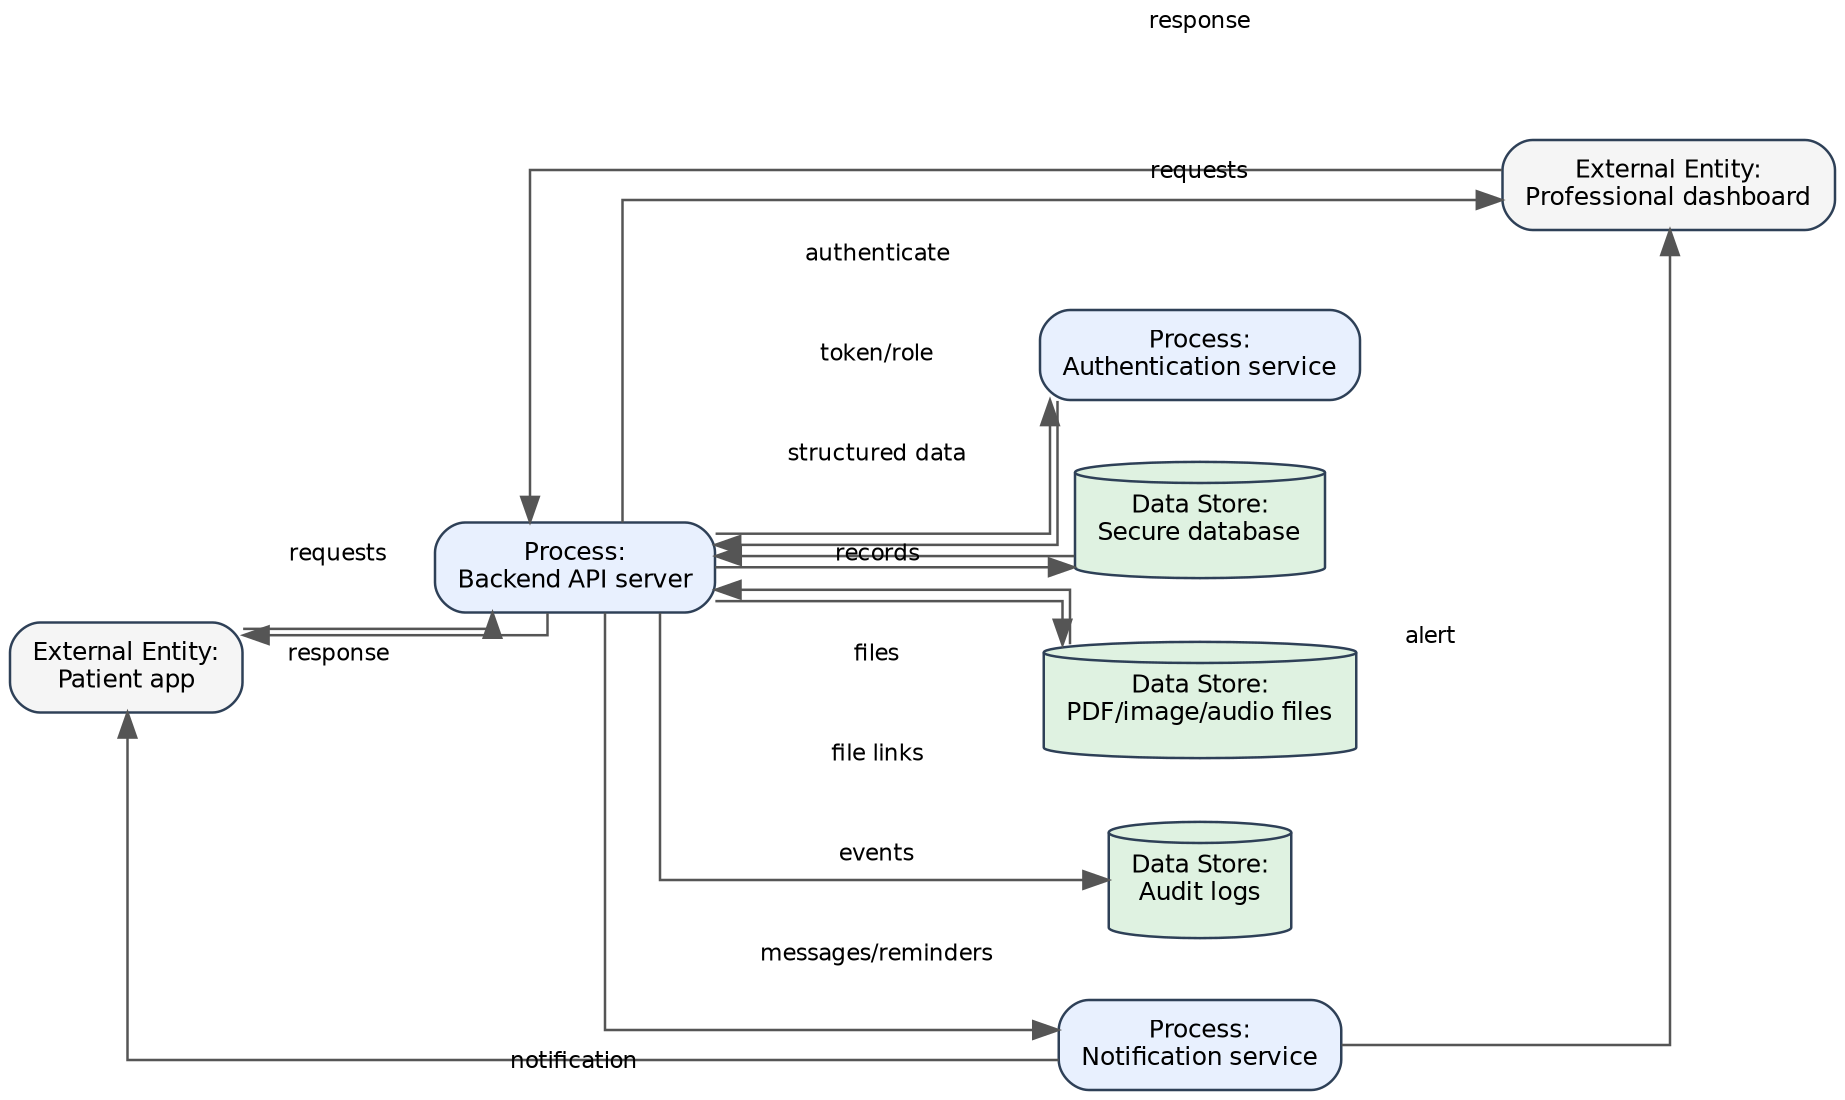 response
External Entity:
Professional dashboard
requests
authenticate
Process:
Authentication service
token/role
structured data
Data Store:
Secure database
requests
Process:
Backend API server
records
External Entity:
Patient app
response
files
Data Store:
PDF/image/audio files
alert
file links
events
Data Store:
Audit logs
messages/reminders
Process:
Notification service
notification